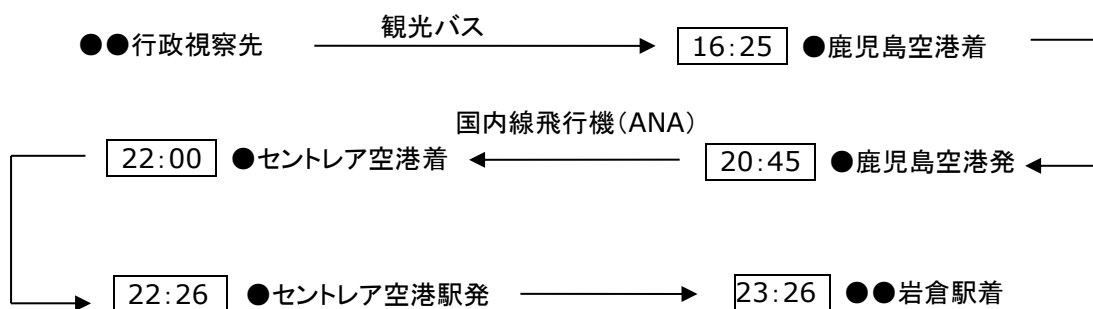 ●●行政視察先 観光バス 16:25 ●鹿児島空港着
国内線飛行機(ANA)
22:00 ●セントレア空港着 20:45 ●鹿児島空港発
22:26 ●セントレア空港駅発 23:26 ●●岩倉駅着